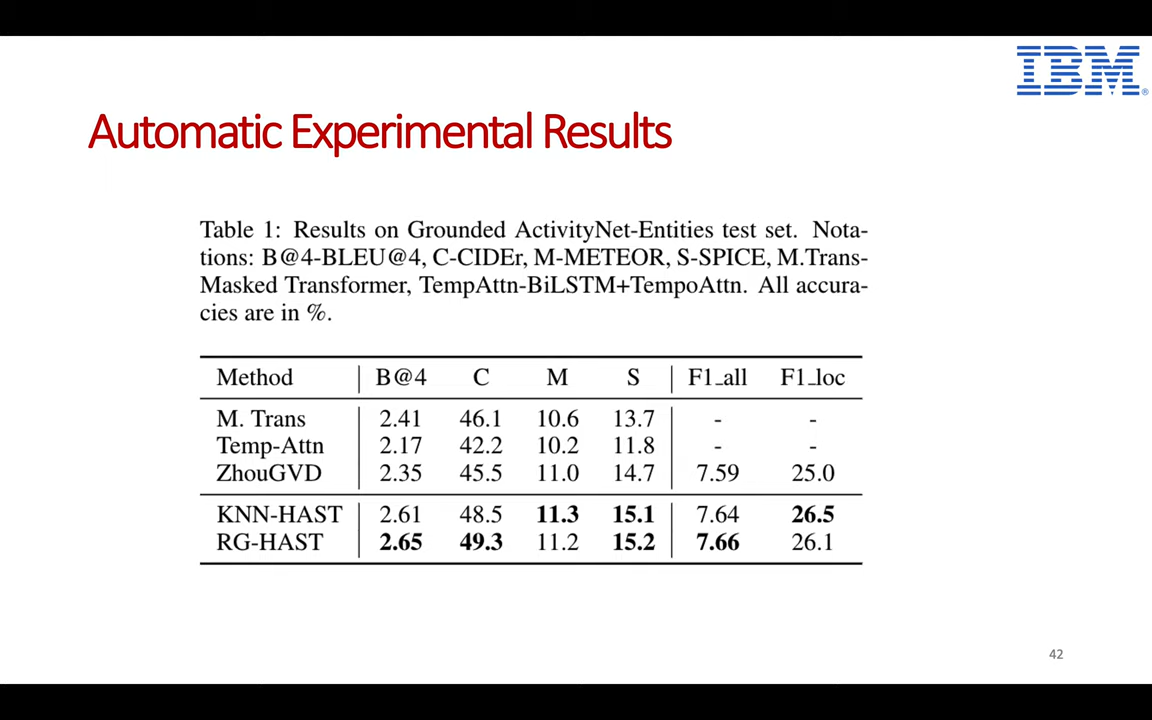 IBM®
Automatic Experimental Results
Table 1: Results on Grounded ActivityNet-Entities test set. Nota-
tions: B@4-BLEU@4, C-CIDEr, M-METEOR, S-SPICE, M.Trans-
Masked Transformer, TempAttn-BiLSTM+TempoAttn. All accura-
cies are in %.
Method B@4 C M S F1_all F1_loc
M. Trans 2.41 46.1 10.6 13.7 - -
Temp-Attn 2.17 42.2 10.2 11.8 - -
ZhouGVD 2.35 45.5 11.0 14.7 7.59 25.0
KNN-HAST 2.61 48.5 11.3 15.1 7.64 26.5
RG-HAST 2.65 49.3 11.2 15.2 7.66 26.1
42